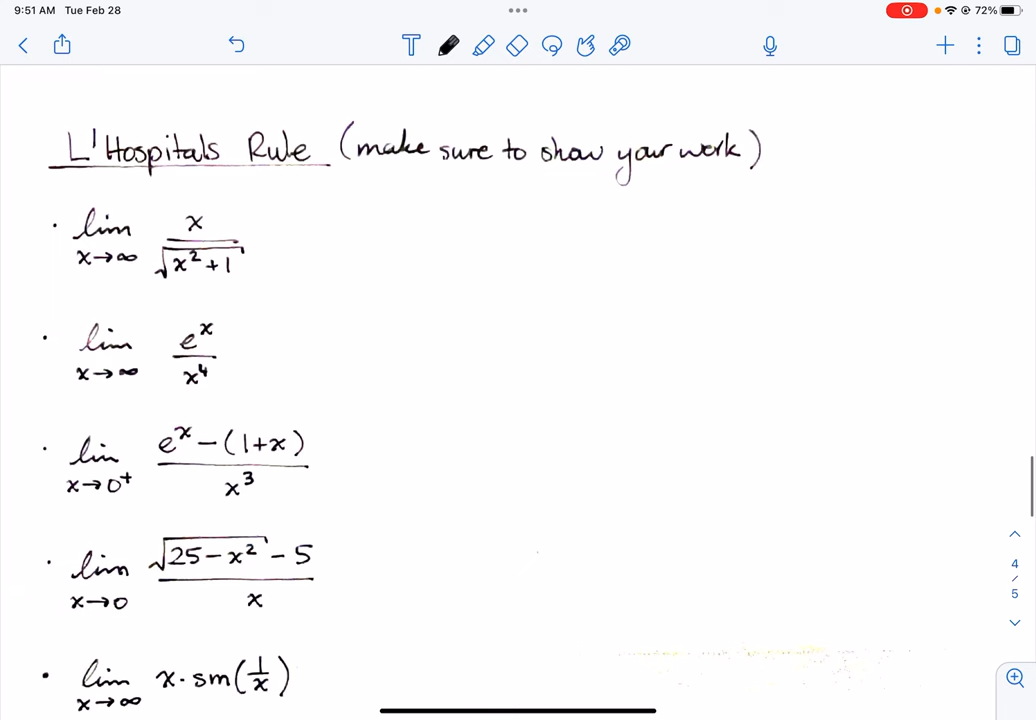 9:51 AM Tue Feb 28
72%
L'Hospitals Rule (make sure to show your work)
• lim x→∞ x / √(x² + 1)
• lim x→∞ eˣ / x⁴
• lim x→0⁺ (eˣ − (1+x)) / x³
• lim x→0 (√(25 − x²) − 5) / x
• lim x→∞ x · sin(1/x)
4
/
5